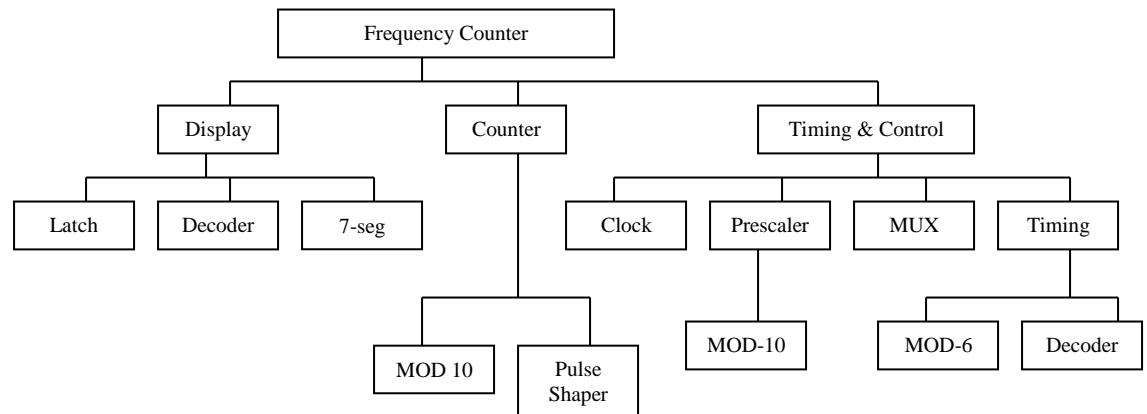 Frequency Counter
Display
Counter
Timing & Control
Latch
Decoder
7-seg
Clock
Prescaler
MUX
Timing
MOD 10
Pulse
Shaper
MOD-10
MOD-6
Decoder